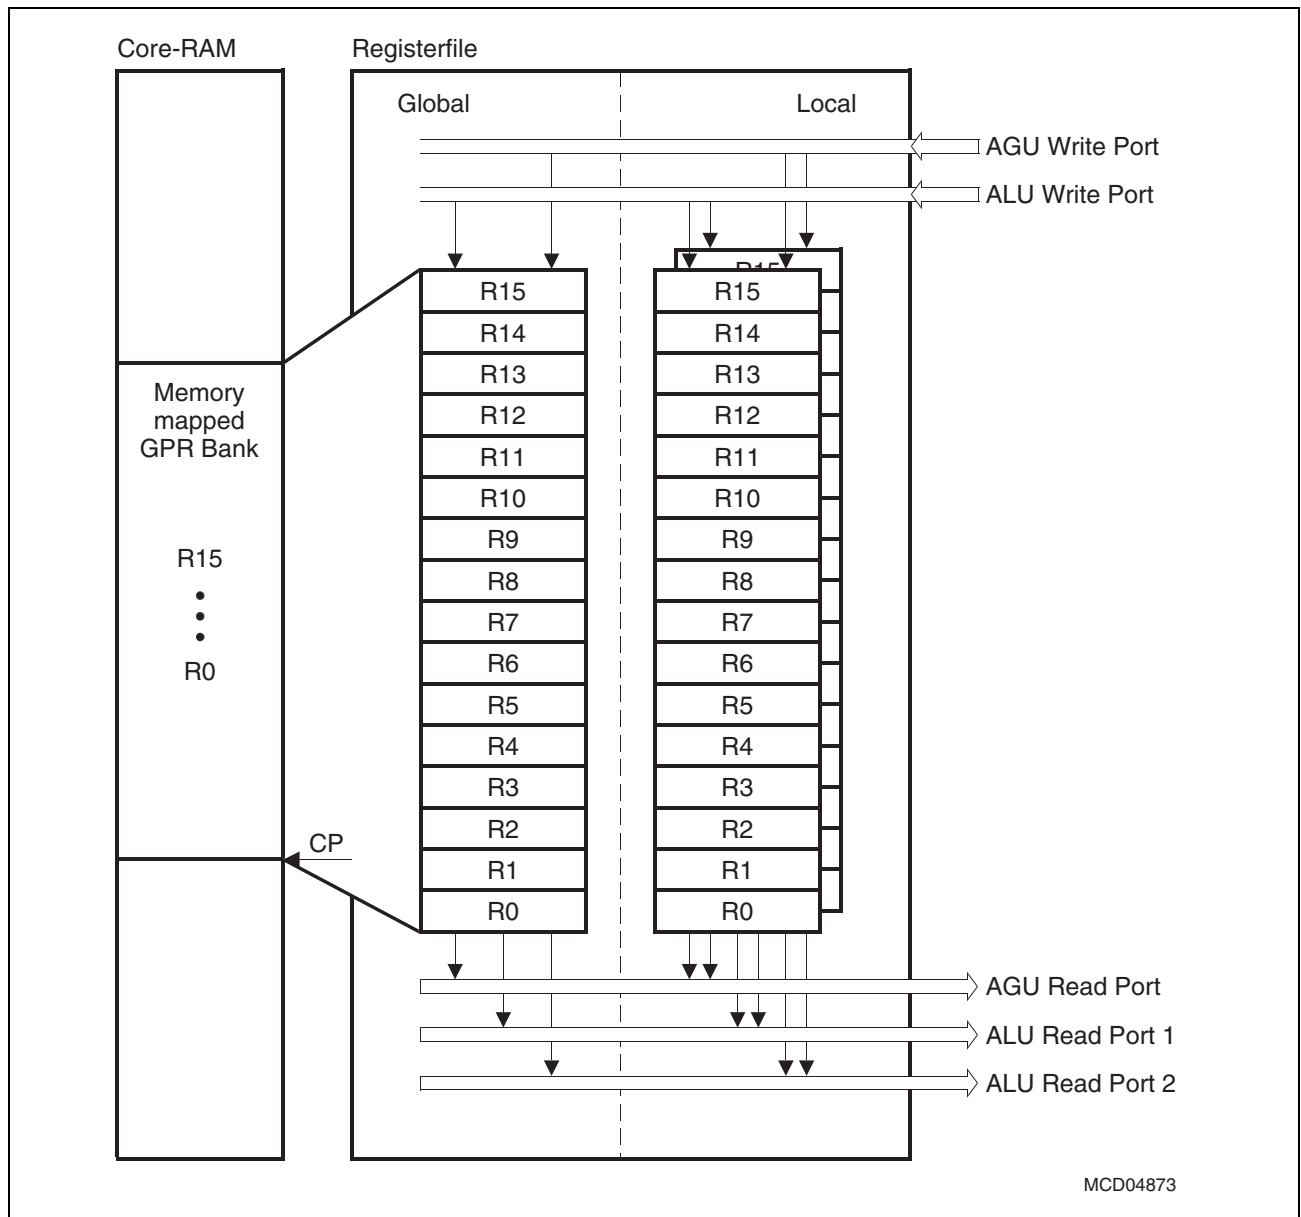 Core-RAM
Registerfile
Global
Local
AGU Write Port
ALU Write Port
R15
R15
R14
R13
R12
R11
R10
R9
R8
R7
R6
R5
R4
R3
R2
R1
R0
R15
R14
R13
R12
R11
R10
R9
R8
R7
R6
R5
R4
R3
R2
R1
R0
Memory
mapped
GPR Bank
R15
R0
CP
AGU Read Port
ALU Read Port 1
ALU Read Port 2
MCD04873